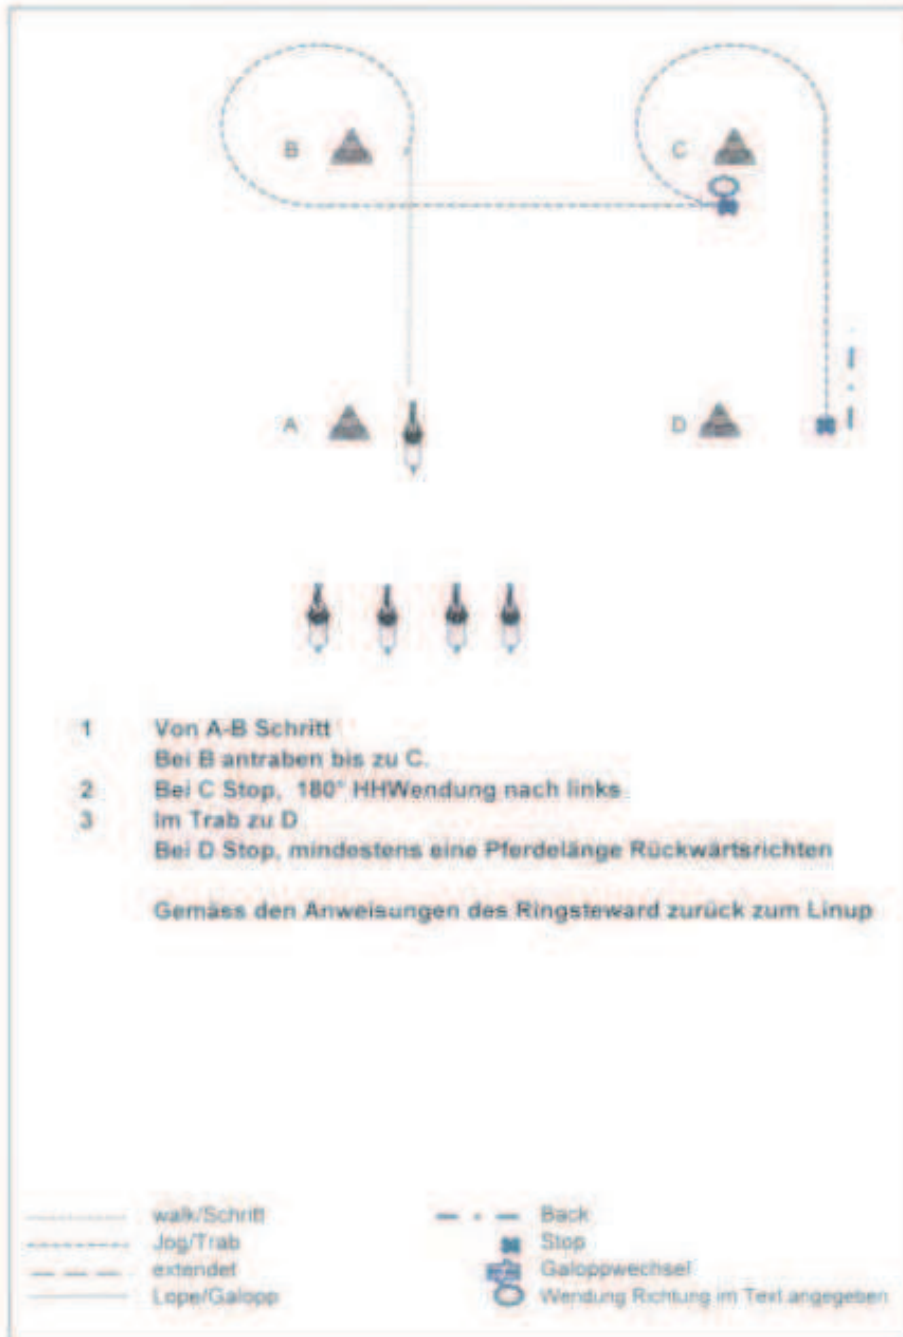 B
C
A
D
1 Von A-B Schritt
Bei B antraben bis zu C.
2 Bei C Stop, 180° HHWendung nach links
3 Im Trab zu D
Bei D Stop, mindestens eine Pferdelänge Rückwärtsrichten
Gemäss den Anweisungen des Ringsteward zurück zum Linup
walk/Schritt
Jog/Trab
extendet
Lope/Galopp
Back
Stop
Galoppwechsel
Wendung Richtung im Text angegeben